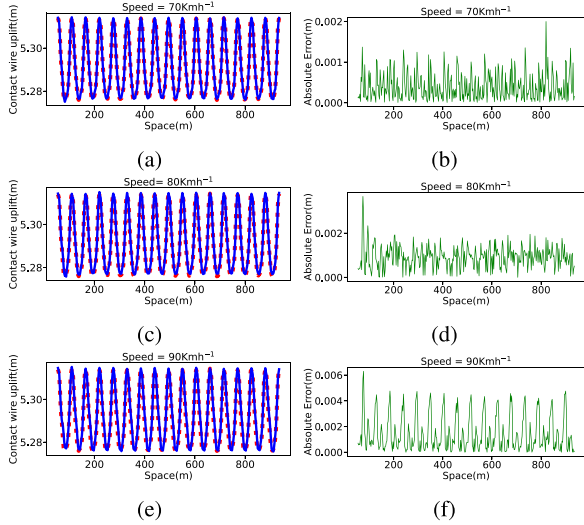 Speed = 70Kmh⁻¹
Contact wire uplift(m)
5,30
5,28
200 400 600 800
Space(m)
(a)
Speed = 70Kmh⁻¹
Absolute Error(m)
0.002
0.001
0.000
200 400 600 800
Space(m)
(b)
Speed= 80Kmh⁻¹
Contact wire uplift(m)
5,30
5,28
200 400 600 800
Space(m)
(c)
Speed = 80Kmh⁻¹
Absolute Error(m)
0.002
0.000
200 400 600 800
Space(m)
(d)
Speed = 90Kmh⁻¹
Contact wire uplift(m)
5,30
5,28
200 400 600 800
Space(m)
(e)
Speed = 90Kmh⁻¹
Absolute Error(m)
0.006
0.004
0.002
0.000
200 400 600 800
Space(m)
(f)